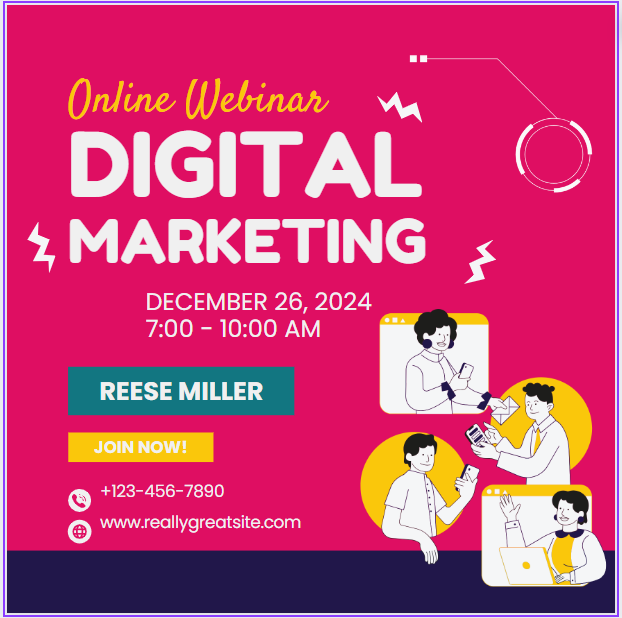 Online Webinar
DIGITAL
MARKETING
DECEMBER 26, 2024
7:00 - 10:00 AM
REESE MILLER
JOIN NOW!
+123-456-7890
www.reallygreatsite.com